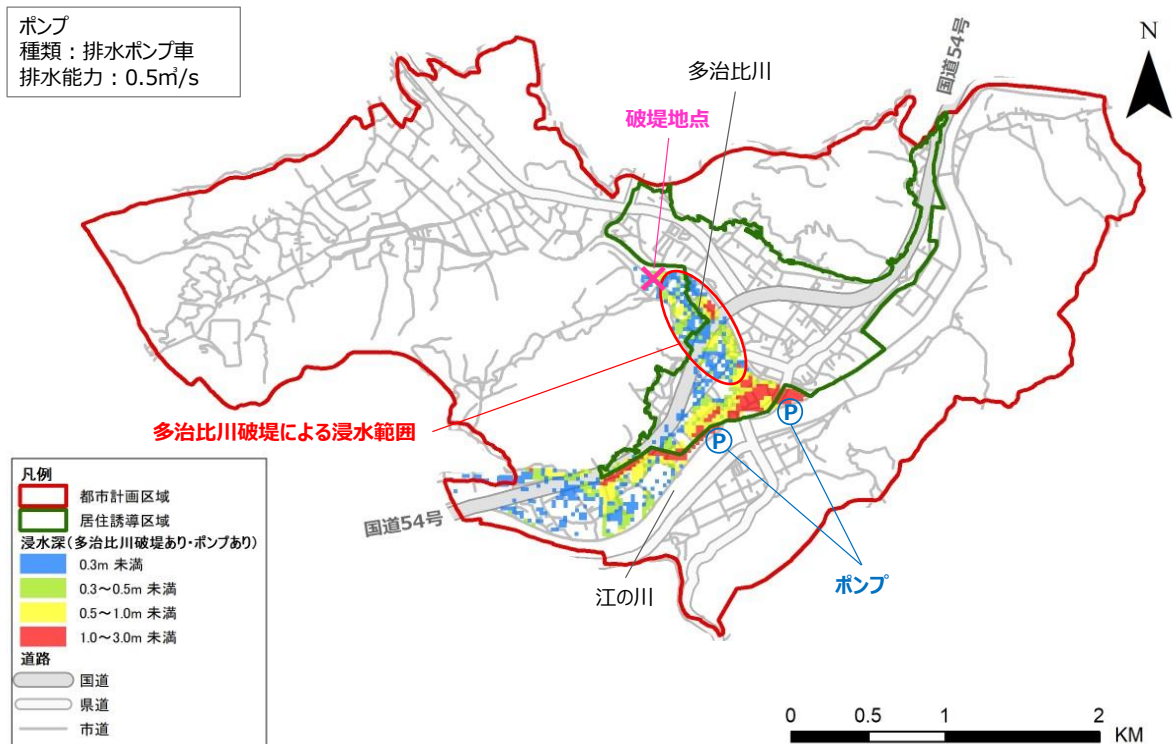 ポンプ
種類：排水ポンプ車
排水能力：0.5㎥/s
N
国道54号
多治比川
破堤地点
多治比川破堤による浸水範囲
P
P
ポンプ
国道54号
江の川
凡例
都市計画区域
居住誘導区域
浸水深(多治比川破堤あり・ポンプあり)
0.3m 未満
0.3～0.5m 未満
0.5～1.0m 未満
1.0～3.0m 未満
道路
国道
県道
市道
0 0.5 1 2
KM